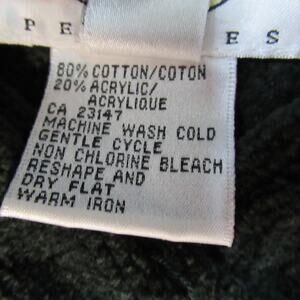 P E
E S
80% COTTON/COTON
20% ACRYLIC/
ACRYLIQUE
CA 23147
MACHINE WASH COLD
GENTLE CYCLE
NON CHLORINE BLEACH
RESHAPE AND
DRY FLAT
WARM IRON